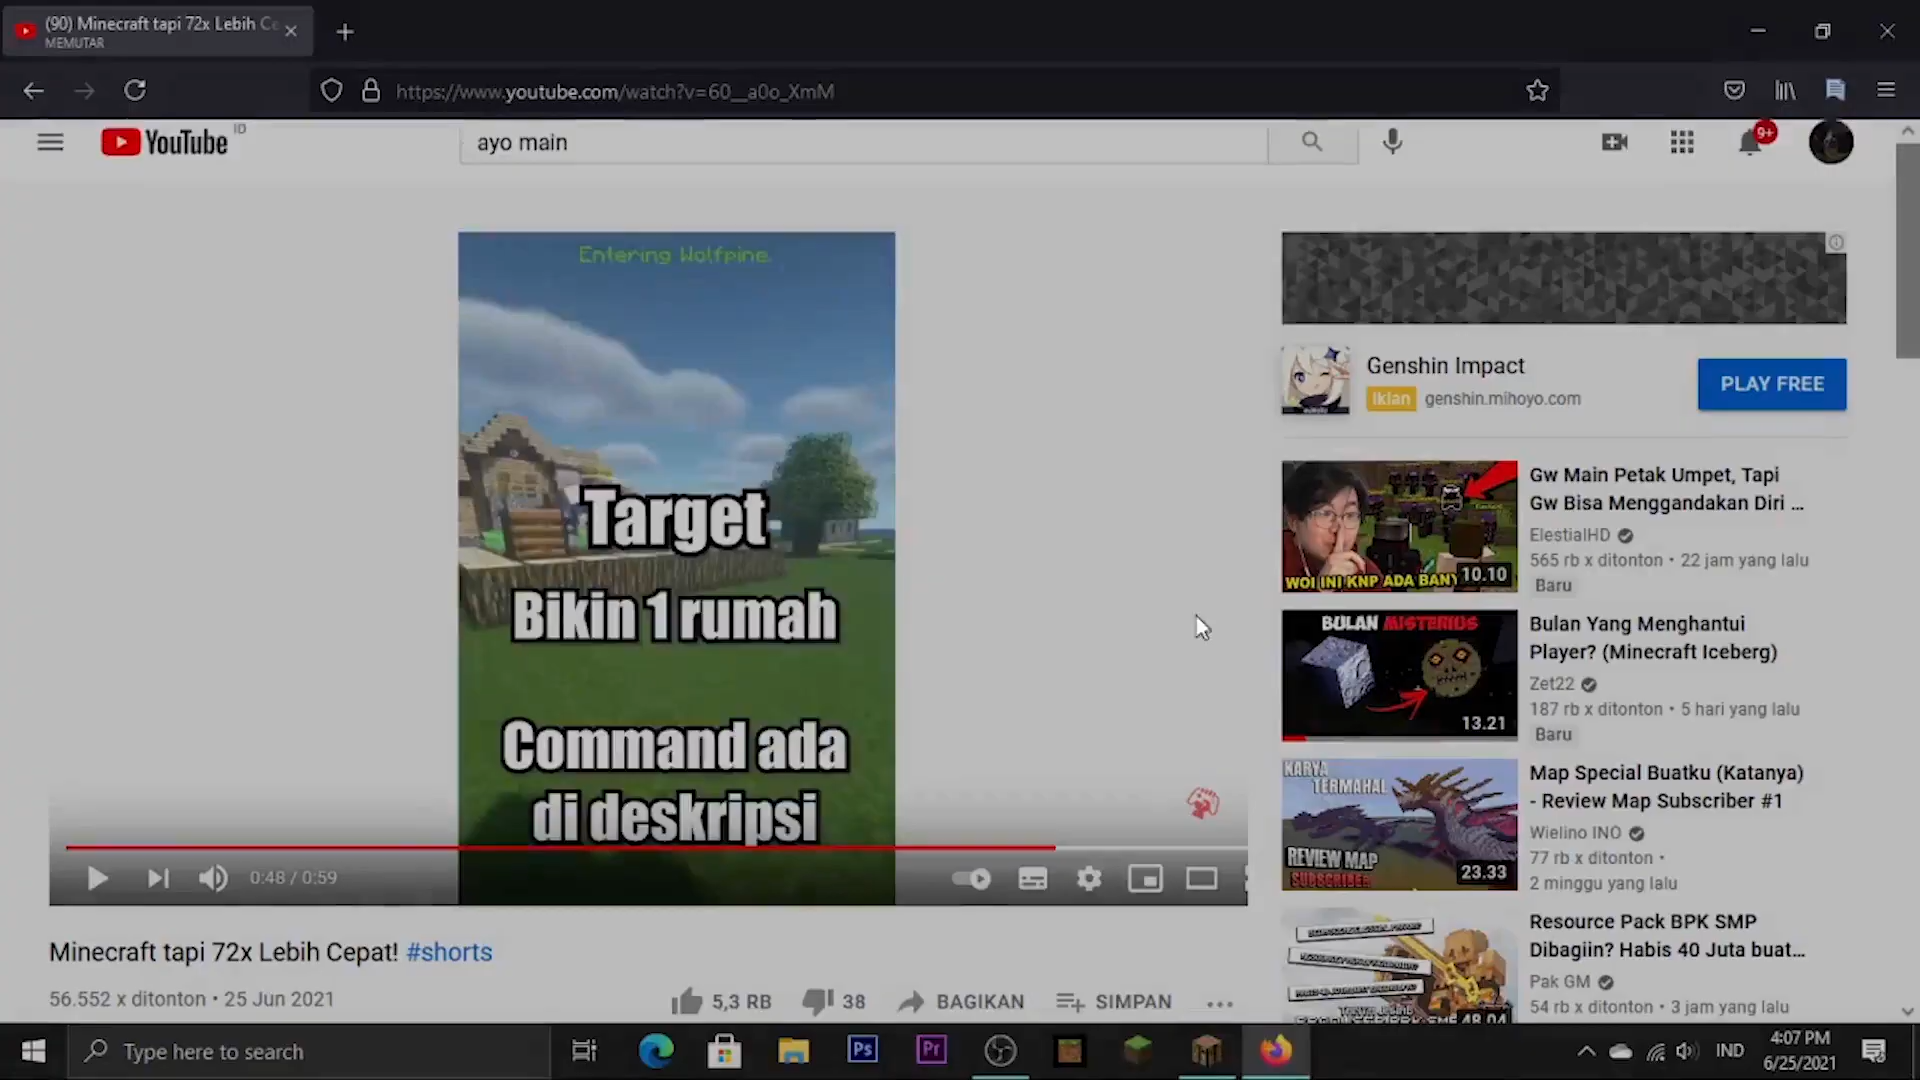 (90) Minecraft tapi 72x Lebih Ce
MEMUTAR
https://www.youtube.com/watch?v=60__a0o_XmM
YouTube ID
ayo main
9+
Entering Wolfpine.
Target
Bikin 1 rumah
Command ada
di deskripsi
0:48 / 0:59
Minecraft tapi 72x Lebih Cepat! #shorts
56.552 x ditonton • 25 Jun 2021
5,3 RB
38
BAGIKAN
SIMPAN
Genshin Impact
Iklan genshin.mihoyo.com
PLAY FREE
WOI INI KNP ADA BANY
10.10
Gw Main Petak Umpet, Tapi
Gw Bisa Menggandakan Diri ...
ElestialHD
565 rb x ditonton • 22 jam yang lalu
Baru
BULAN MISTERIUS
13.21
Bulan Yang Menghantui
Player? (Minecraft Iceberg)
Zet22
187 rb x ditonton • 5 hari yang lalu
Baru
KARYA
TERMAHAL
REVIEW MAP
SUBSCRIBER
23.33
Map Special Buatku (Katanya)
- Review Map Subscriber #1
Wielino INO
77 rb x ditonton •
2 minggu yang lalu
48.04
Resource Pack BPK SMP
Dibagiin? Habis 40 Juta buat...
Pak GM
54 rb x ditonton • 3 jam yang lalu
Type here to search
Ps
Pr
IND
4:07 PM
6/25/2021